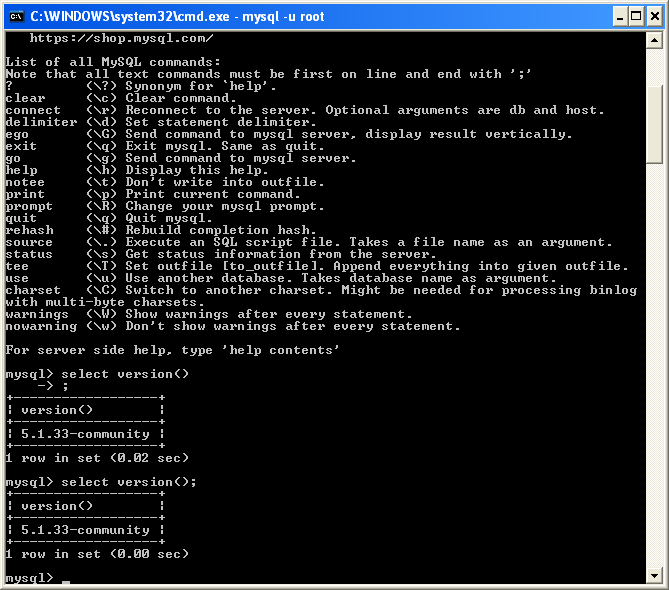 C:\WINDOWS\system32\cmd.exe - mysql -u root
https://shop.mysql.com/
List of all MySQL commands:
Note that all text commands must be first on line and end with ';'
?         (\?) Synonym for `help'.
clear     (\c) Clear command.
connect   (\r) Reconnect to the server. Optional arguments are db and host.
delimiter (\d) Set statement delimiter.
ego       (\G) Send command to mysql server, display result vertically.
exit      (\q) Exit mysql. Same as quit.
go        (\g) Send command to mysql server.
help      (\h) Display this help.
notee     (\t) Don't write into outfile.
print     (\p) Print current command.
prompt    (\R) Change your mysql prompt.
quit      (\q) Quit mysql.
rehash    (\#) Rebuild completion hash.
source    (\.) Execute an SQL script file. Takes a file name as an argument.
status    (\s) Get status information from the server.
tee       (\T) Set outfile [to_outfile]. Append everything into given outfile.
use       (\u) Use another database. Takes database name as argument.
charset   (\C) Switch to another charset. Might be needed for processing binlog
with multi-byte charsets.
warnings  (\W) Show warnings after every statement.
nowarning (\w) Don't show warnings after every statement.
For server side help, type 'help contents'
mysql> select version()
    -> ;
+-------------------+
| version()         |
+-------------------+
| 5.1.33-community |
+-------------------+
1 row in set (0.02 sec)
mysql> select version();
+-------------------+
| version()         |
+-------------------+
| 5.1.33-community |
+-------------------+
1 row in set (0.00 sec)
mysql> _